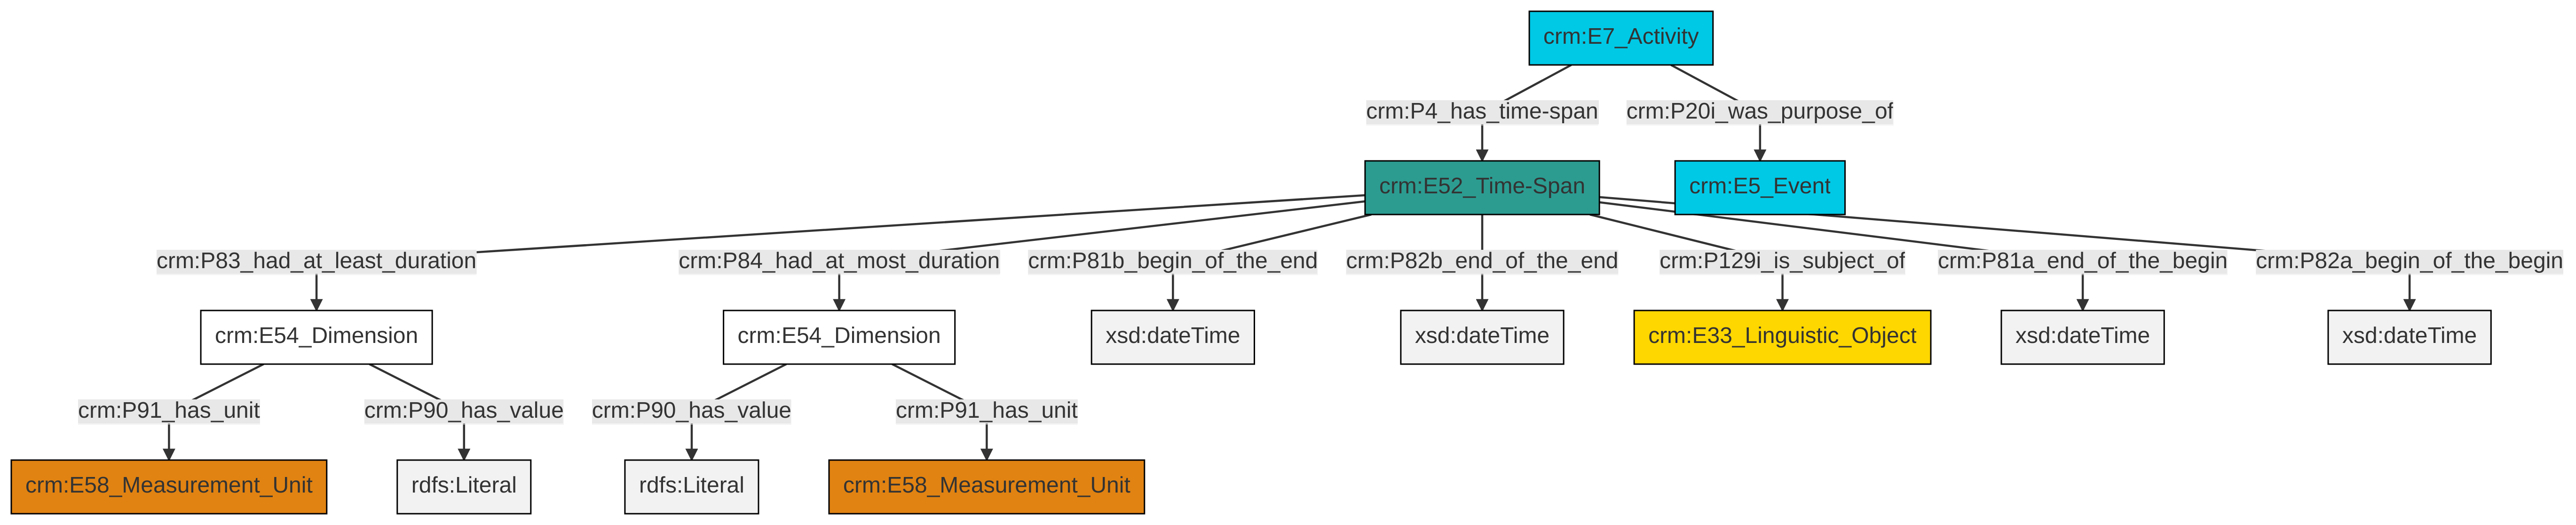 crm:E7_Activity
crm:P4_has_time-span
crm:P20i_was_purpose_of
crm:E52_Time-Span
crm:E5_Event
crm:P83_had_at_least_duration
crm:P84_had_at_most_duration
crm:P81b_begin_of_the_end
crm:P82b_end_of_the_end
crm:P129i_is_subject_of
crm:P81a_end_of_the_begin
crm:P82a_begin_of_the_begin
crm:E54_Dimension
crm:E54_Dimension
xsd:dateTime
xsd:dateTime
crm:E33_Linguistic_Object
xsd:dateTime
xsd:dateTime
crm:P91_has_unit
crm:P90_has_value
crm:P90_has_value
crm:P91_has_unit
crm:E58_Measurement_Unit
rdfs:Literal
rdfs:Literal
crm:E58_Measurement_Unit